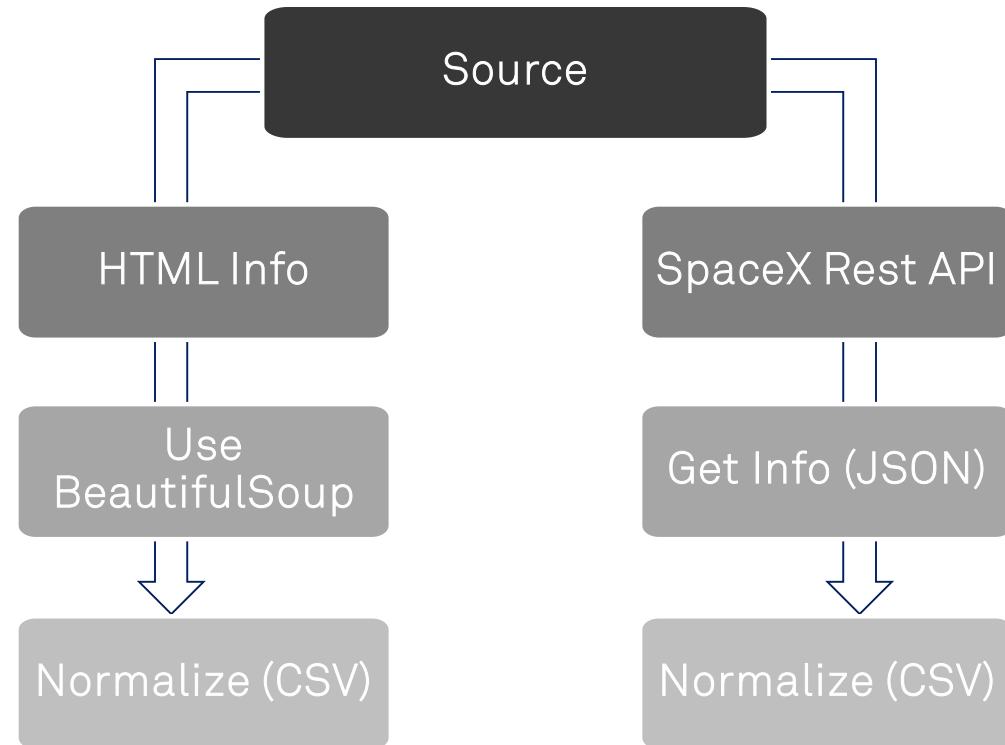 Source
HTML Info
SpaceX Rest API
Use
BeautifulSoup
Get Info (JSON)
Normalize (CSV)
Normalize (CSV)